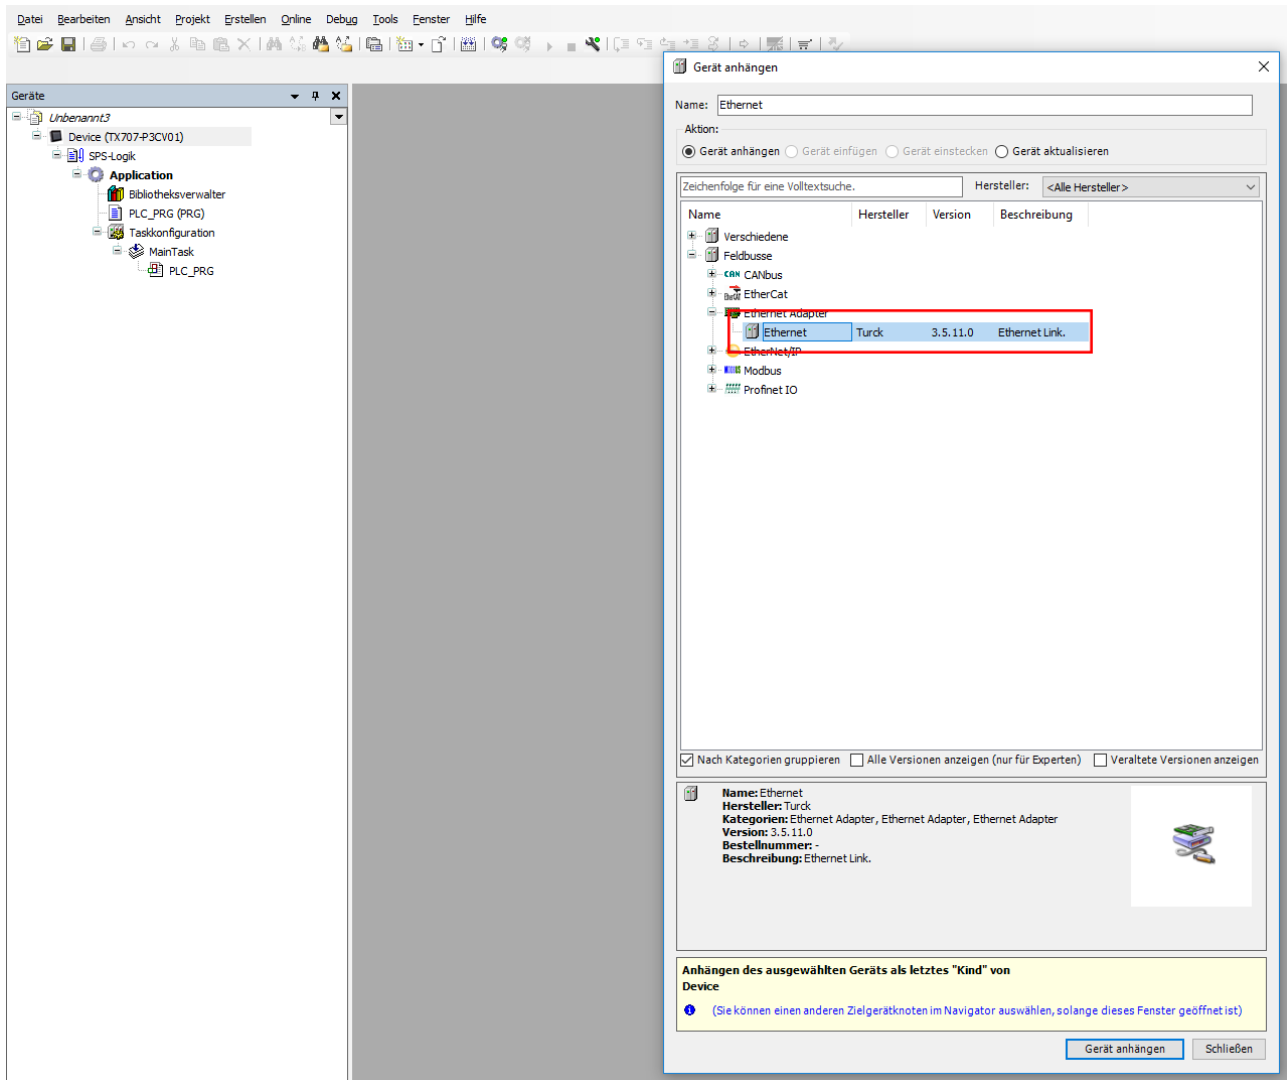 Datei Bearbeiten Ansicht Projekt Erstellen Online Debug Tools Fenster Hilfe
Geräte
Unbenannt3
Device (TX707-P3CV01)
SPS-Logik
Application
Bibliotheksverwalter
PLC_PRG (PRG)
Taskkonfiguration
MainTask
PLC_PRG
Gerät anhängen
Name: Ethernet
Aktion:
Gerät anhängen Gerät einfügen Gerät einstecken Gerät aktualisieren
Zeichenfolge für eine Volltextsuche. Hersteller: <Alle Hersteller>
Name Hersteller Version Beschreibung
Verschiedene
Feldbusse
CAN CANbus
EtherCat
Ethernet Adapter
Ethernet Turck 3.5.11.0 Ethernet Link.
EtherNet/IP
Modbus
Profinet IO
Nach Kategorien gruppieren Alle Versionen anzeigen (nur für Experten) Veraltete Versionen anzeigen
Name: Ethernet
Hersteller: Turck
Kategorien: Ethernet Adapter, Ethernet Adapter, Ethernet Adapter
Version: 3.5.11.0
Bestellnummer: -
Beschreibung: Ethernet Link.
Anhängen des ausgewählten Geräts als letztes "Kind" von
Device
(Sie können einen anderen Zielgerätknoten im Navigator auswählen, solange dieses Fenster geöffnet ist)
Gerät anhängen Schließen